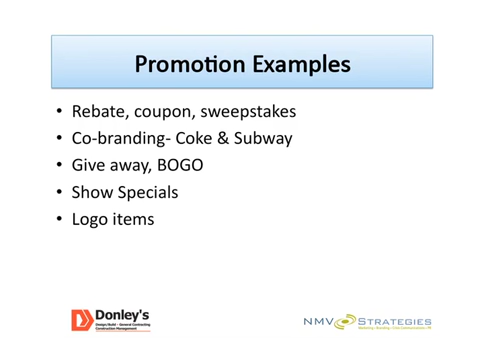 Promotion Examples
• Rebate, coupon, sweepstakes
• Co-branding- Coke & Subway
• Give away, BOGO
• Show Specials
• Logo items
Donley's
Design/Build - General Contracting
Construction Management
NMV STRATEGIES